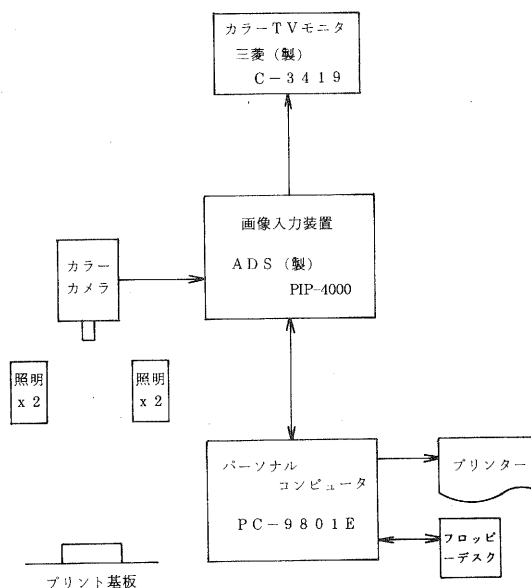 カラーTVモニタ
三菱（製）
C－3419
画像入力装置
ADS（製）
PIP-4000
カラー
カメラ
照明
x2
照明
x2
パーソナル
コンピュータ
PC－9801E
プリンター
フロッピ
ーデスク
プリント基板